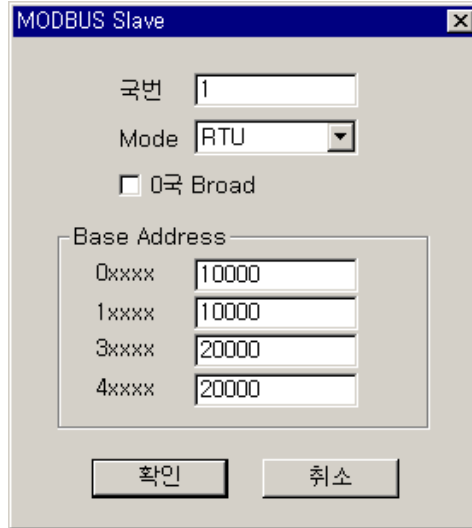 MODBUS Slave
국번 1
Mode RTU
0국 Broad
Base Address
0xxxx 10000
1xxxx 10000
3xxxx 20000
4xxxx 20000
확인 취소